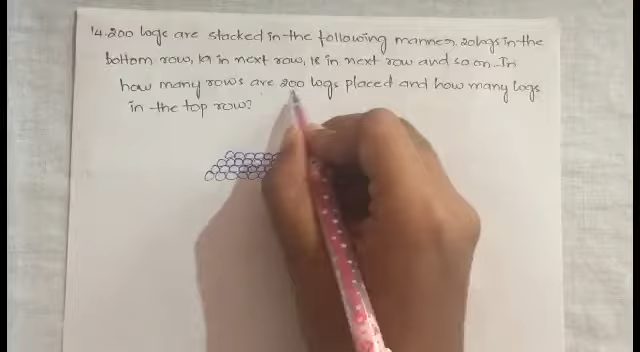 14. 200 logs are stacked in the following manner, 20 logs in the
bottom row, 19 in next row, 18 in next row and so on. In
how many rows are 200 logs placed and how many logs
in the top row?